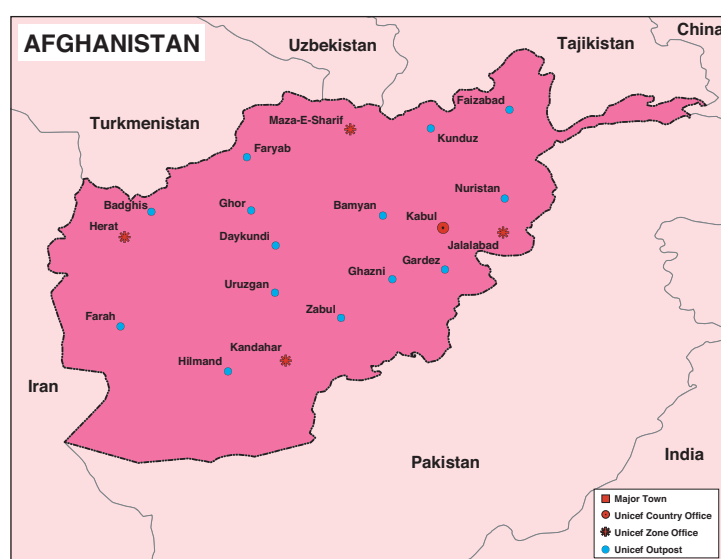 AFGHANISTAN
Uzbekistan
Tajikistan
China
Turkmenistan
Maza-E-Sharif
Faizabad
Kunduz
Faryab
Badghis
Herat
Ghor
Daykundi
Bamyan
Nuristan
Kabul
Jalalabad
Gardez
Ghazni
Uruzgan
Zabul
Farah
Hilmand
Kandahar
Iran
Pakistan
India
Major Town
Unicef Country Office
Unicef Zone Office
Unicef Outpost